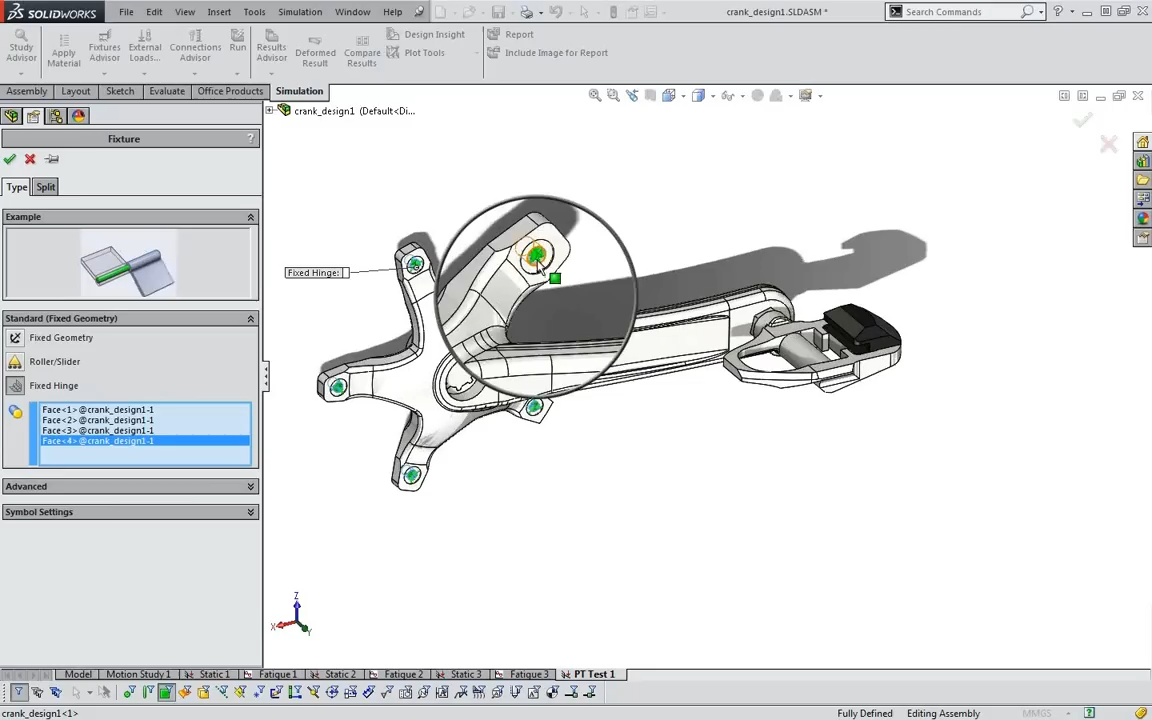 SOLIDWORKS File Edit View Insert Tools Simulation Window Help crank_design1.SLDASM * Search Commands
Study Advisor
Apply Material
Fixtures Advisor
External Loads...
Connections Advisor
Run
Results Advisor
Deformed Result
Compare Results
Design Insight
Plot Tools
Report
Include Image for Report
Assembly Layout Sketch Evaluate Office Products Simulation
crank_design1 (Default<Di...
Fixture ?
Type Split
Example
Standard (Fixed Geometry)
Fixed Geometry
Roller/Slider
Fixed Hinge
Face<1>@crank_design1-1
Face<2>@crank_design1-1
Face<3>@crank_design1-1
Face<4>@crank_design1-1
Advanced
Symbol Settings
Fixed Hinge:
Z
X
Y
Model Motion Study 1 Static 1 Fatigue 1 Static 2 Fatigue 2 Static 3 Fatigue 3 PT Test 1
crank_design1<1> Fully Defined Editing Assembly MMGS